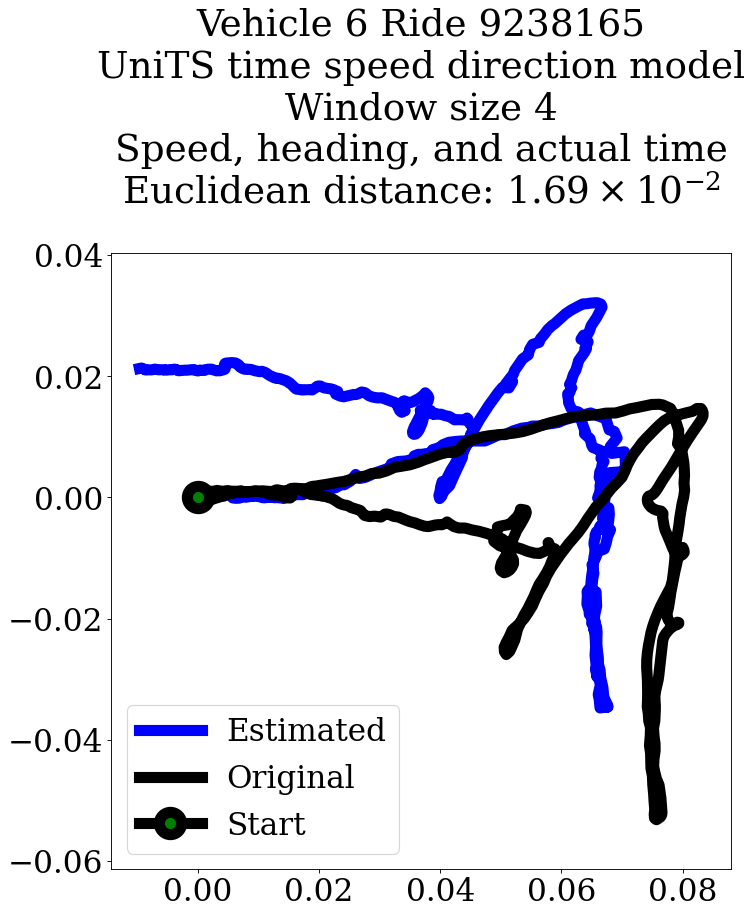 Vehicle 6 Ride 9238165
UniTS time speed direction model
Window size 4
Speed, heading, and actual time
Euclidean distance: 1.69 × 10⁻²
0.04
0.02
0.00
−0.02
−0.04
−0.06
Estimated
Original
Start
0.00 0.02 0.04 0.06 0.08